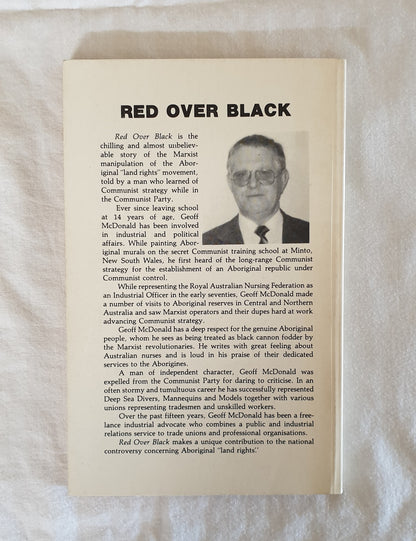 RED OVER BLACK
Red Over Black is the
chilling and almost unbeliev-
able story of the Marxist
manipulation of the Abor-
iginal "land rights" movement,
told by a man who learned of
Communist strategy while in
the Communist Party.
Ever since leaving school
at 14 years of age, Geoff
McDonald has been involved
in industrial and political
affairs. While painting Abor-
iginal murals on the secret Communist training school at Minto,
New South Wales, he first heard of the long-range Communist
strategy for the establishment of an Aboriginal republic under
Communist control.
While representing the Royal Australian Nursing Federation as
an Industrial Officer in the early seventies, Geoff McDonald made
a number of visits to Aboriginal reserves in Central and Northern
Australia and saw Marxist operators and their dupes hard at work
advancing Communist strategy.
Geoff McDonald has a deep respect for the genuine Aboriginal
people, whom he sees as being treated as black cannon fodder by
the Marxist revolutionaries. He writes with great feeling about
Australian nurses and is loud in his praise of their dedicated
services to the Aborigines.
A man of independent character, Geoff McDonald was
expelled from the Communist Party for daring to criticise. In an
often stormy and tumultuous career he has successfully represented
Deep Sea Divers, Mannequins and Models together with various
unions representing trademen and unskilled workers.
Over the past fifteen years, Geoff McDonald has been a free-
lance industrial advocate who combines a public and industrial
relations service to trade unions and professional organisations.
Red Over Black makes a unique contribution to the national
controversy concerning Aboriginal "land rights."